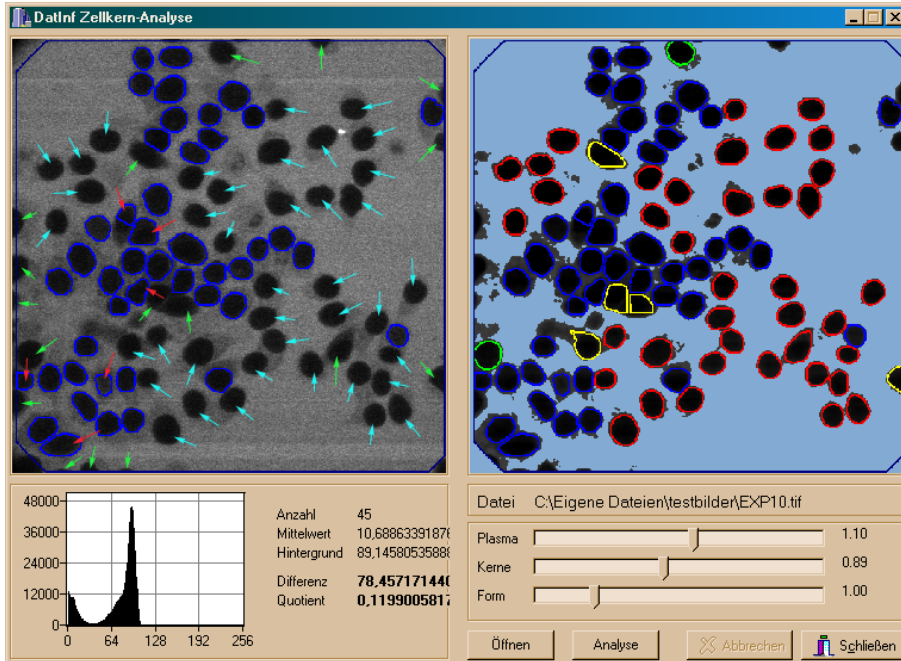 DatInf Zellkern-Analyse
48000
36000
24000
12000
0
0 64 128 192 256
Anzahl 45
Mittelwert 10,68863391876
Hintergrund 89,14580535888
Differenz 78,457171440
Quotient 0,1199005817
Datei C:\Eigene Dateien\testbilder\EXP10.tif
Plasma 1.10
Kerne 0.89
Form 1.00
Öffnen Analyse Abbrechen Schließen